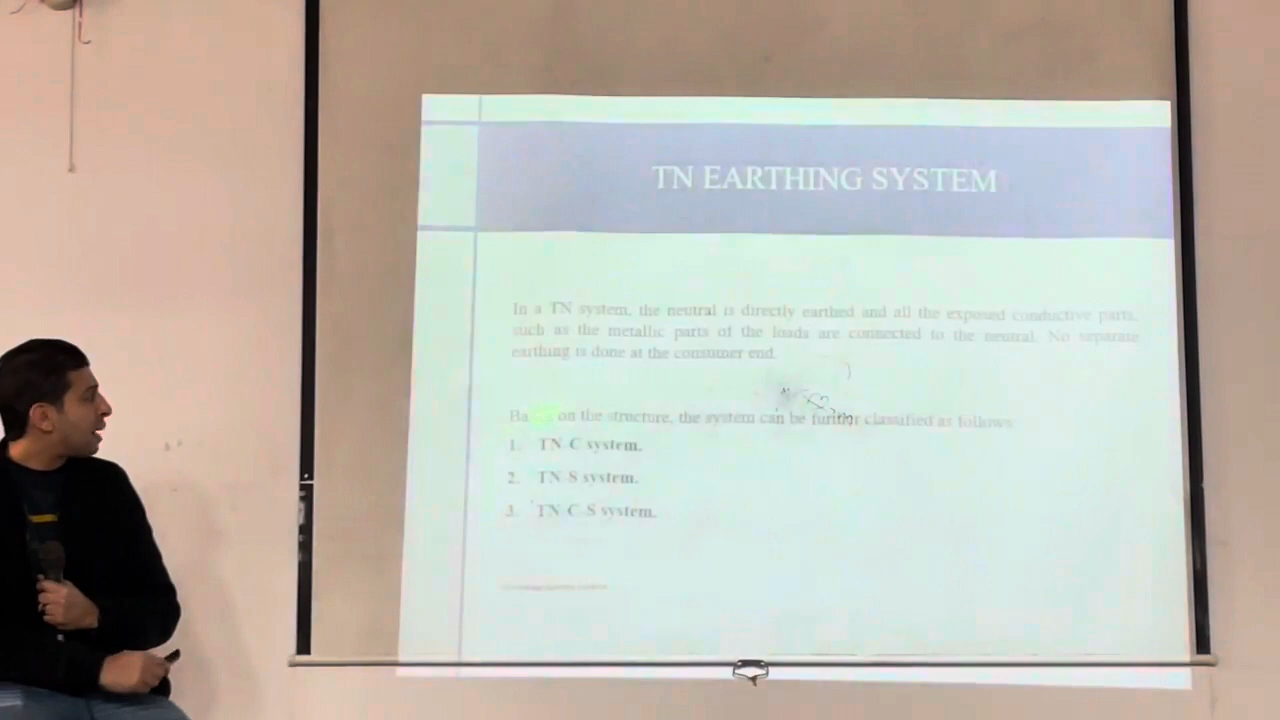 TN EARTHING SYSTEM
In a TN system, the neutral is directly earthed and all the exposed conductive parts,
such as the metallic parts of the loads are connected to the neutral. No separate
earthing is done at the consumer end.
on the structure, the system can be further classified as follows
1. TN-C system.
2. TN-S system.
3. TN-C-S system.